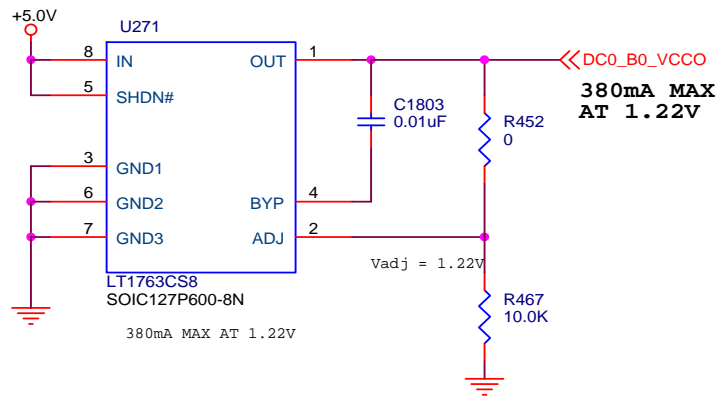 +5.0V
U271
8 IN OUT 1
DC0_B0_VCCO
5 SHDN#
380mA MAX
AT 1.22V
C1803
0.01uF
R452
0
3 GND1
6 GND2 BYP 4
7 GND3 ADJ 2
Vadj = 1.22V
LT1763CS8
SOIC127P600-8N
R467
10.0K
380mA MAX AT 1.22V